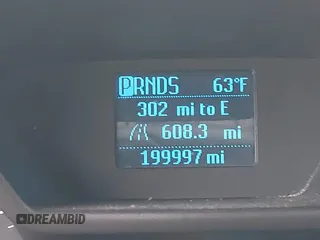 PRNDS 63°F
302 mi to E
608.3 mi
199997 mi
DREAMBID